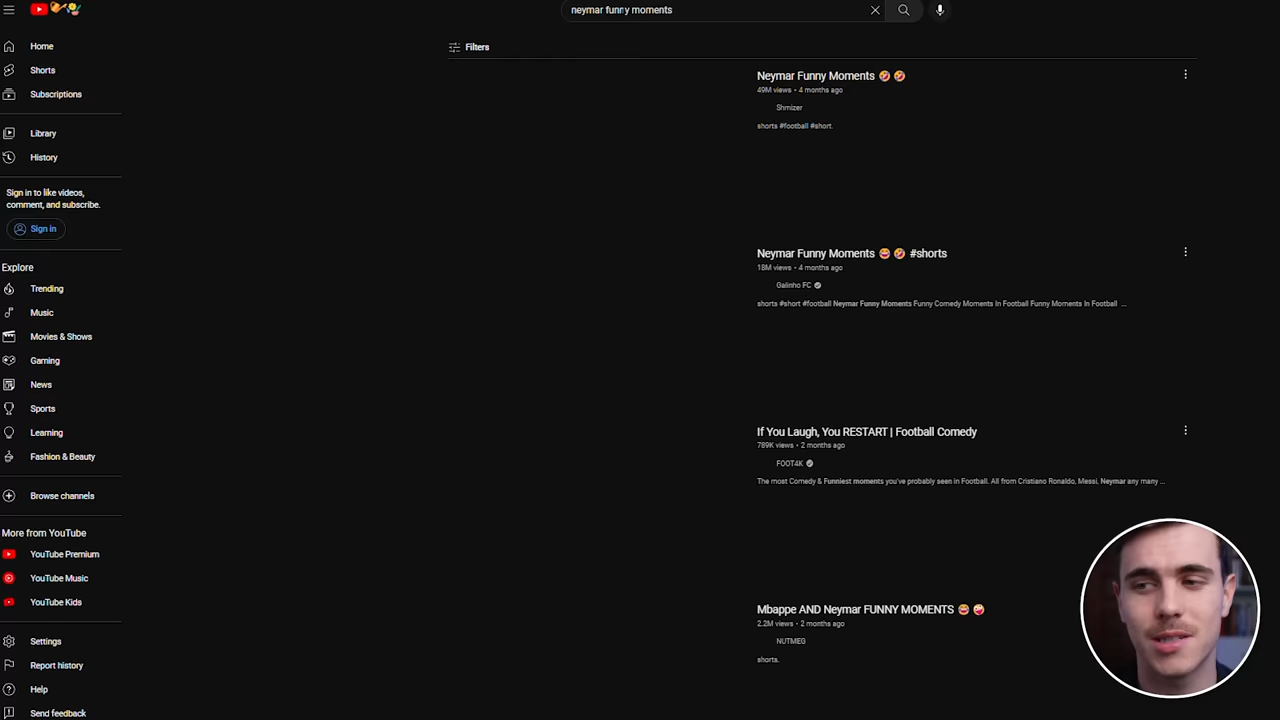 neymar funny moments
Home
Shorts
Subscriptions
Library
History
Sign in to like videos,
comment, and subscribe.
Sign in
Explore
Trending
Music
Movies & Shows
Gaming
News
Sports
Learning
Fashion & Beauty
Browse channels
More from YouTube
YouTube Premium
YouTube Music
YouTube Kids
Settings
Report history
Help
Send feedback
Filters
Neymar Funny Moments 🤣 🤣
49M views • 4 months ago
Shmizer
shorts #football #short.
Neymar Funny Moments 😂 🤣 #shorts
18M views • 4 months ago
Galinho FC
shorts #short #football Neymar Funny Moments Funny Comedy Moments In Football Funny Moments In Football ...
If You Laugh, You RESTART | Football Comedy
789K views • 2 months ago
FOOT4K
The most Comedy & Funniest moments you've probably seen in Football. All from Cristiano Ronaldo, Messi, Neymar any many ...
Mbappe AND Neymar FUNNY MOMENTS 😂 🤪
2.2M views • 2 months ago
NUTMEG
shorts.